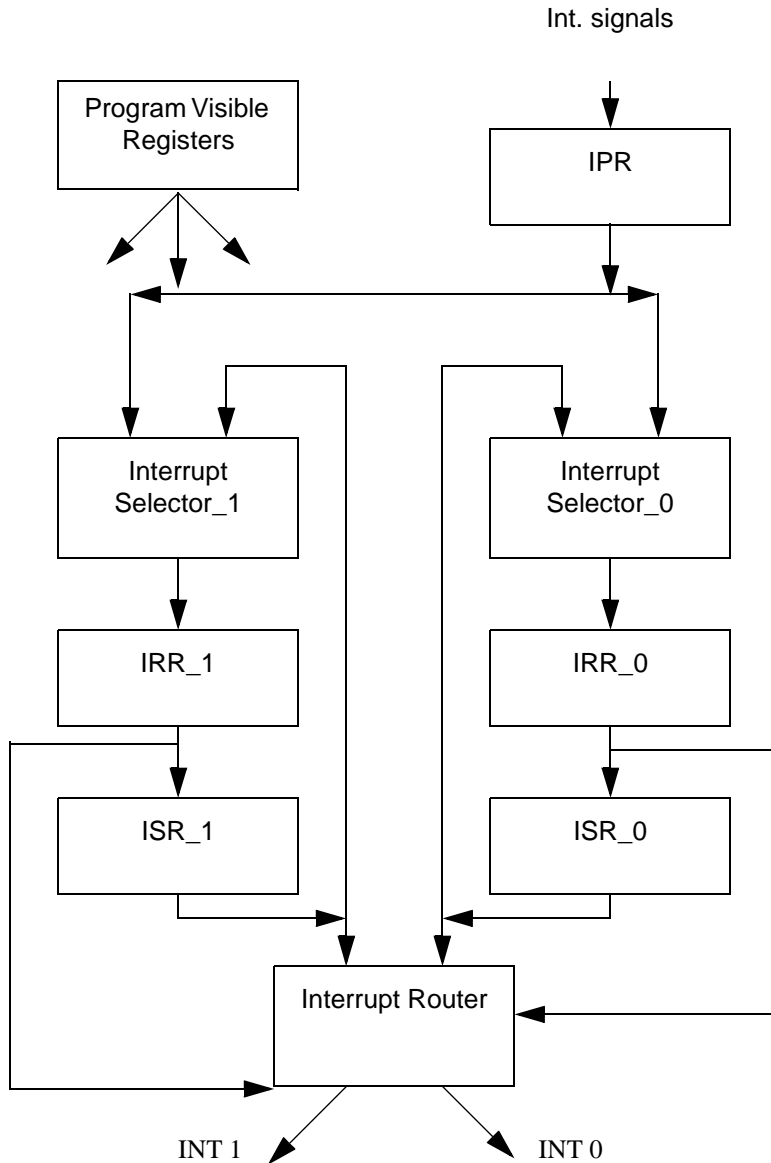 Int. signals
Program Visible
Registers
IPR
Interrupt
Selector_1
Interrupt
Selector_0
IRR_1
IRR_0
ISR_1
ISR_0
Interrupt Router
INT 1
INT 0